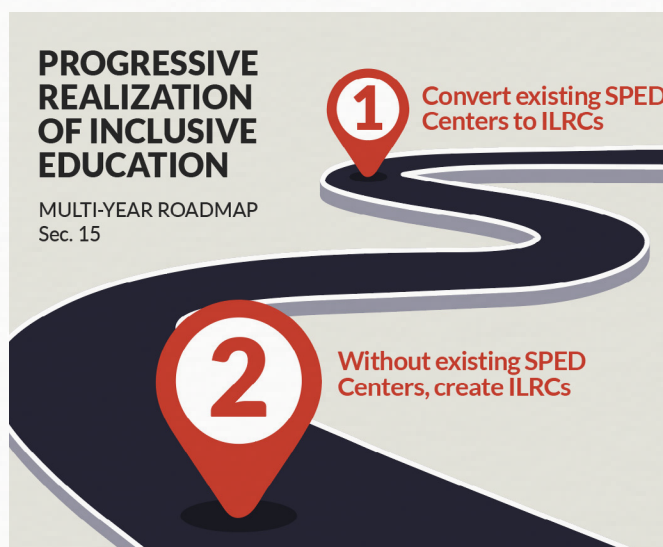 PROGRESSIVE
REALIZATION
OF INCLUSIVE
EDUCATION
MULTI-YEAR ROADMAP
Sec. 15
1
Convert existing SPED
Centers to ILRCs
2
Without existing SPED
Centers, create ILRCs